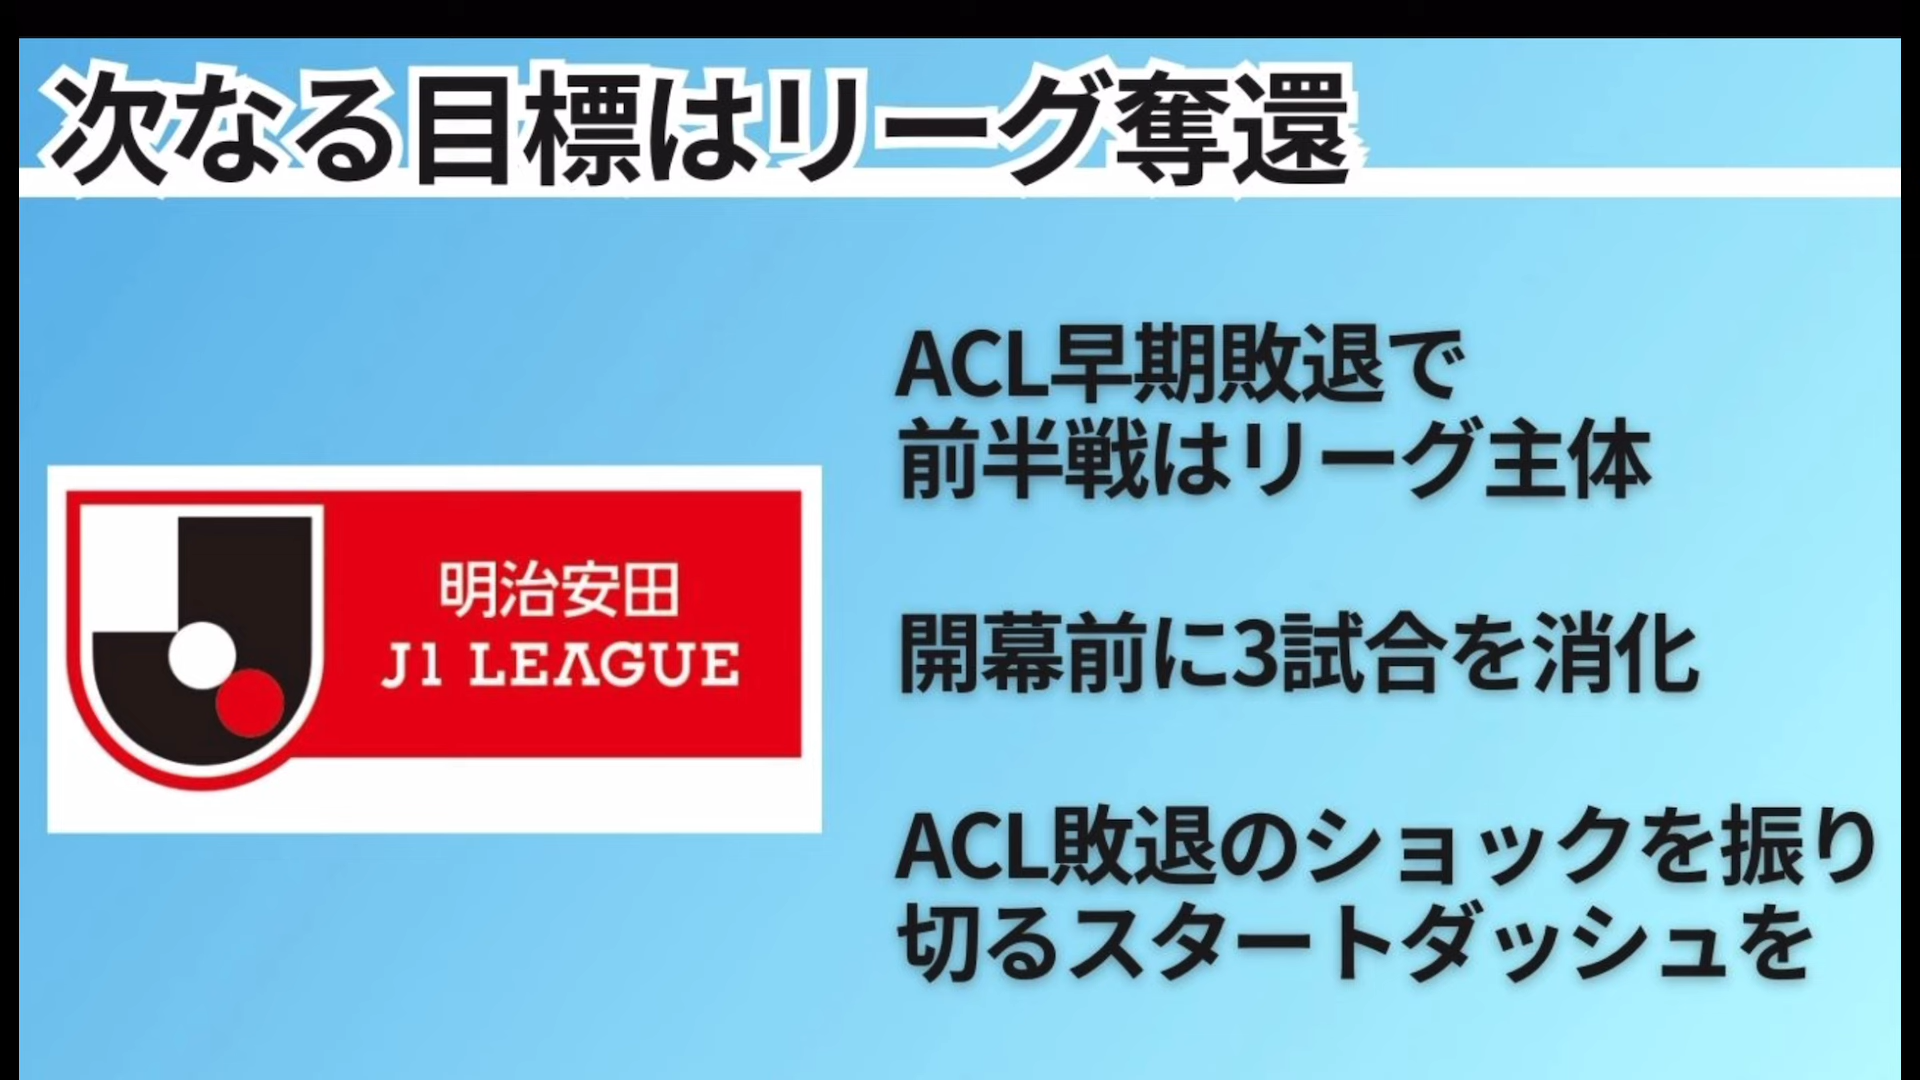 次なる目標はリーグ奪還
明治安田
J1 LEAGUE
ACL早期敗退で
前半戦はリーグ主体
開幕前に3試合を消化
ACL敗退のショックを振り
切るスタートダッシュを